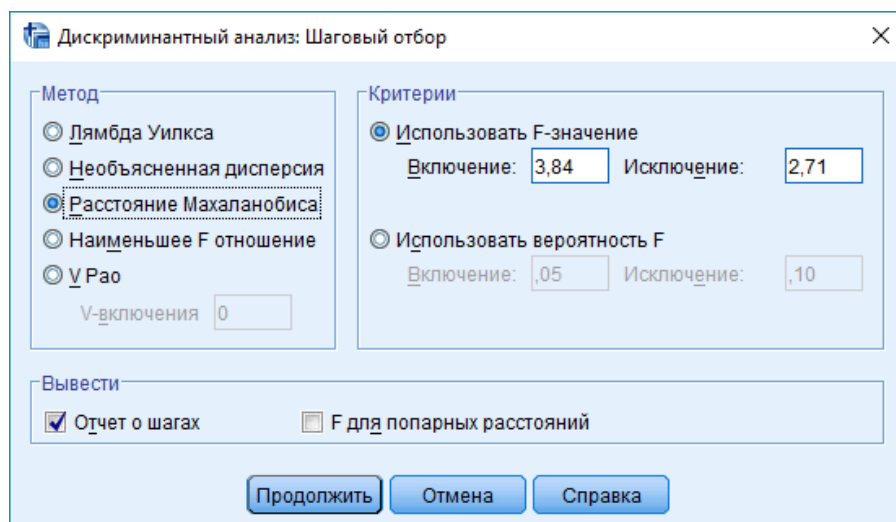 Дискриминантный анализ: Шаговый отбор
Метод
Лямбда Уилкса
Необъясненная дисперсия
Расстояние Махаланобиса
Наименьшее F отношение
V Рао
V-включения 0
Критерии
Использовать F-значение
Включение: 3,84 Исключение: 2,71
Использовать вероятность F
Включение: ,05 Исключение: ,10
Вывести
Отчет о шагах F для попарных расстояний
Продолжить Отмена Справка